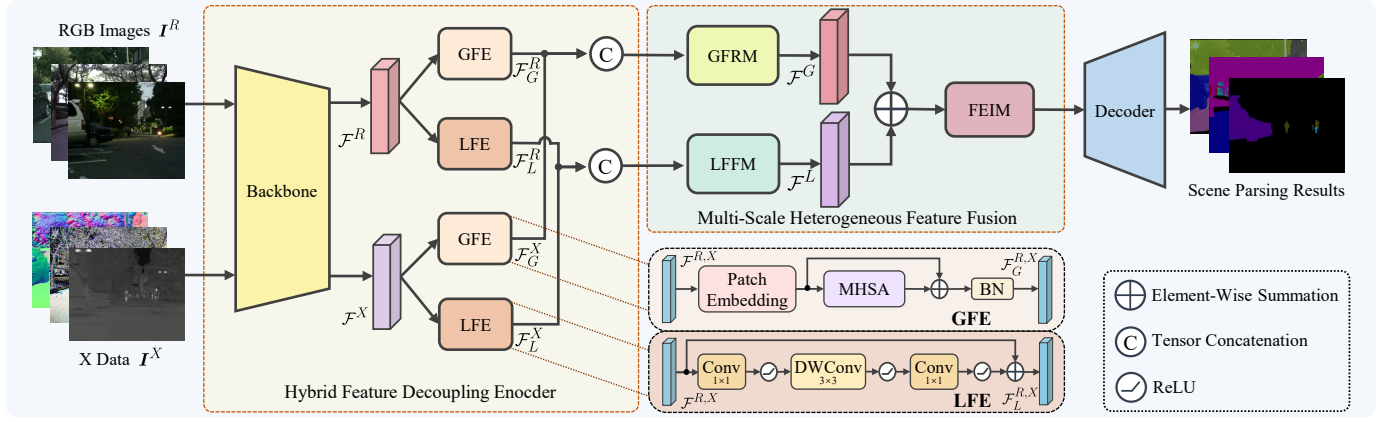 RGB Images I^R
X Data I^X
Backbone
F^R
F^X
GFE
F_G^R
LFE
F_L^R
GFE
F_G^X
LFE
F_L^X
Hybrid Feature Decoupling Enocder
C
C
GFRM
F^G
LFFM
F^L
FEIM
Multi-Scale Heterogeneous Feature Fusion
Decoder
Scene Parsing Results
F^{R,X}
Patch
Embedding
MHSA
BN
F_G^{R,X}
GFE
F^{R,X}
Conv
1×1
DWConv
3×3
Conv
1×1
F_L^{R,X}
LFE
Element-Wise Summation
C
Tensor Concatenation
ReLU